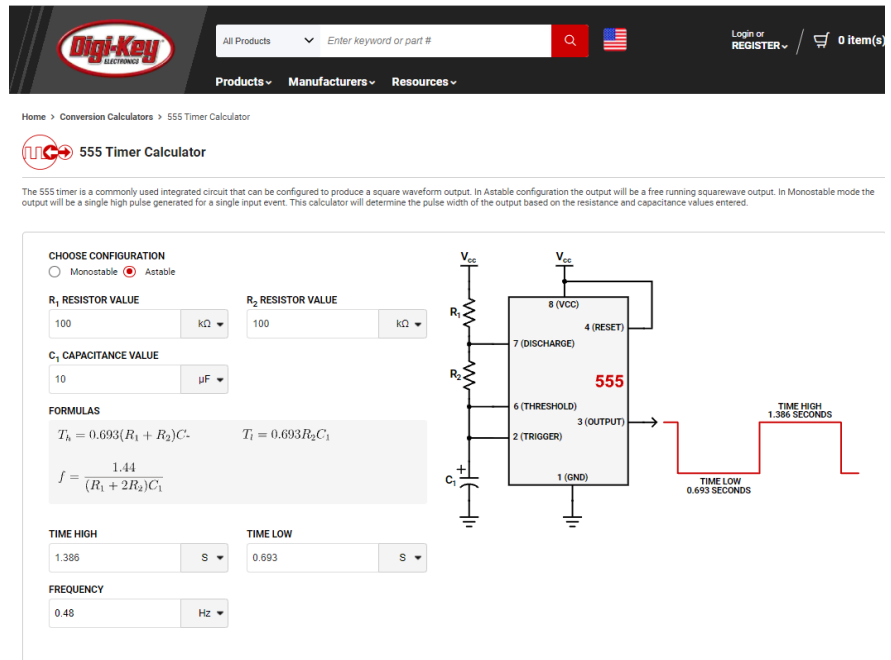 Digi-Key
ELECTRONICS
All Products
Enter keyword or part #
Login or
REGISTER
0 item(s)
Products
Manufacturers
Resources
Home > Conversion Calculators > 555 Timer Calculator
555 Timer Calculator
The 555 timer is a commonly used integrated circuit that can be configured to produce a square waveform output. In Astable configuration the output will be a free running squarewave output. In Monostable mode the
output will be a single high pulse generated for a single input event. This calculator will determine the pulse width of the output based on the resistance and capacitance values entered.
CHOOSE CONFIGURATION
Monostable Astable
R₁ RESISTOR VALUE
R₂ RESISTOR VALUE
100 kΩ
100 kΩ
C₁ CAPACITANCE VALUE
10 µF
FORMULAS
Tₕ = 0.693(R₁ + R₂)C-
Tₗ = 0.693R₂C₁
f = 1.44 / (R₁ + 2R₂)C₁
TIME HIGH
TIME LOW
1.386 S
0.693 S
FREQUENCY
0.48 Hz
Vcc
Vcc
8 (VCC)
R₁
4 (RESET)
7 (DISCHARGE)
R₂
555
6 (THRESHOLD)
3 (OUTPUT)
2 (TRIGGER)
C₁
+
1 (GND)
TIME HIGH
1.386 SECONDS
TIME LOW
0.693 SECONDS